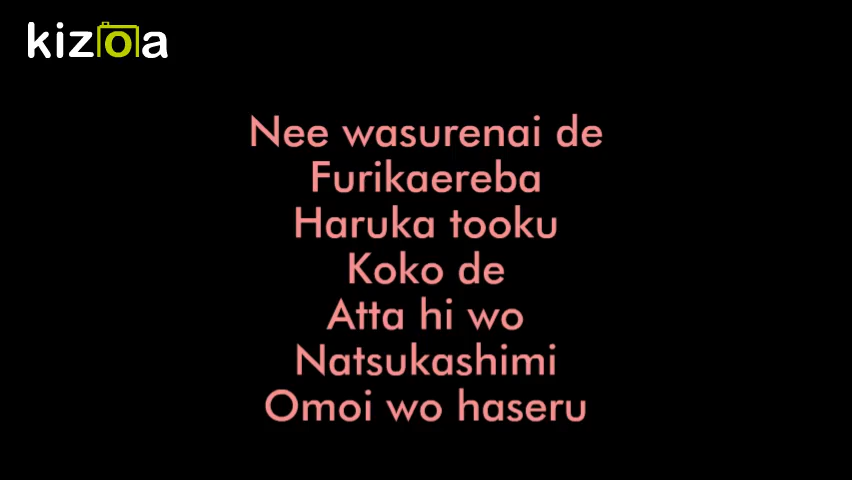 kizoa
Nee wasurenai de
Furikaereba
Haruka tooku
Koko de
Atta hi wo
Natsukashimi
Omoi wo haseru